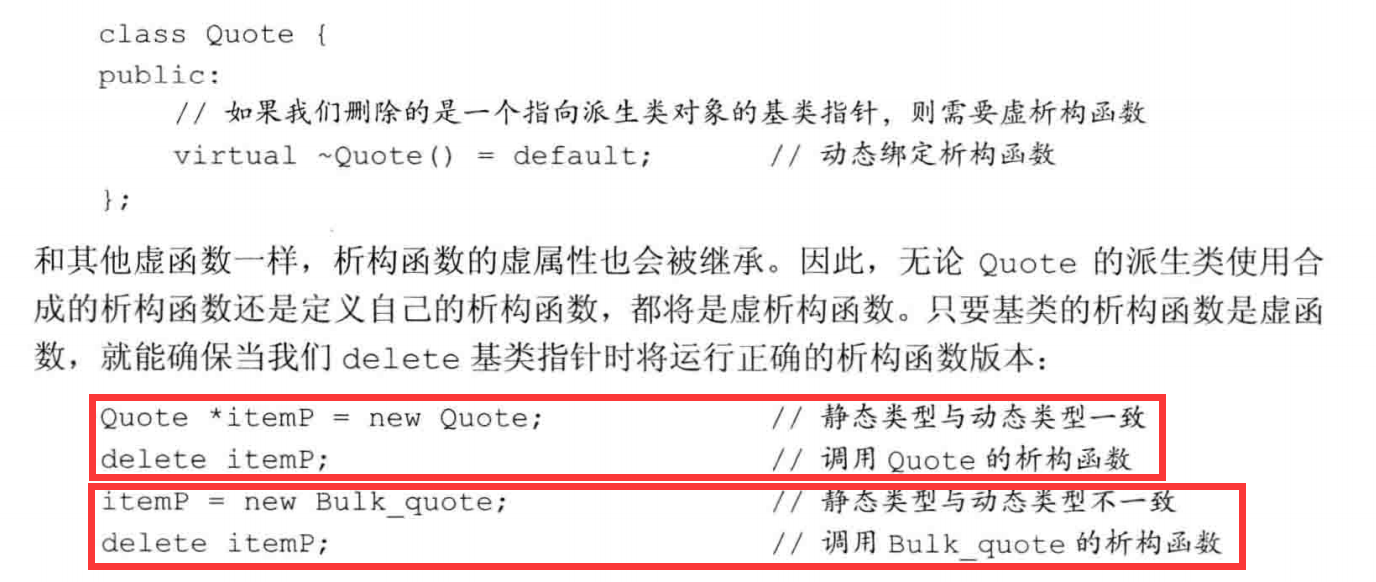 class Quote {
public:
// 如果我们删除的是一个指向派生类对象的基类指针，则需要虚析构函数
virtual ~Quote() = default; // 动态绑定析构函数
};
和其他虚函数一样，析构函数的虚属性也会被继承。因此，无论 Quote 的派生类使用合
成的析构函数还是定义自己的析构函数，都将是虚析构函数。只要基类的析构函数是虚函
数，就能确保当我们 delete 基类指针时将运行正确的析构函数版本：
Quote *itemP = new Quote; // 静态类型与动态类型一致
delete itemP; // 调用 Quote 的析构函数
itemP = new Bulk_quote; // 静态类型与动态类型不一致
delete itemP; // 调用 Bulk_quote 的析构函数